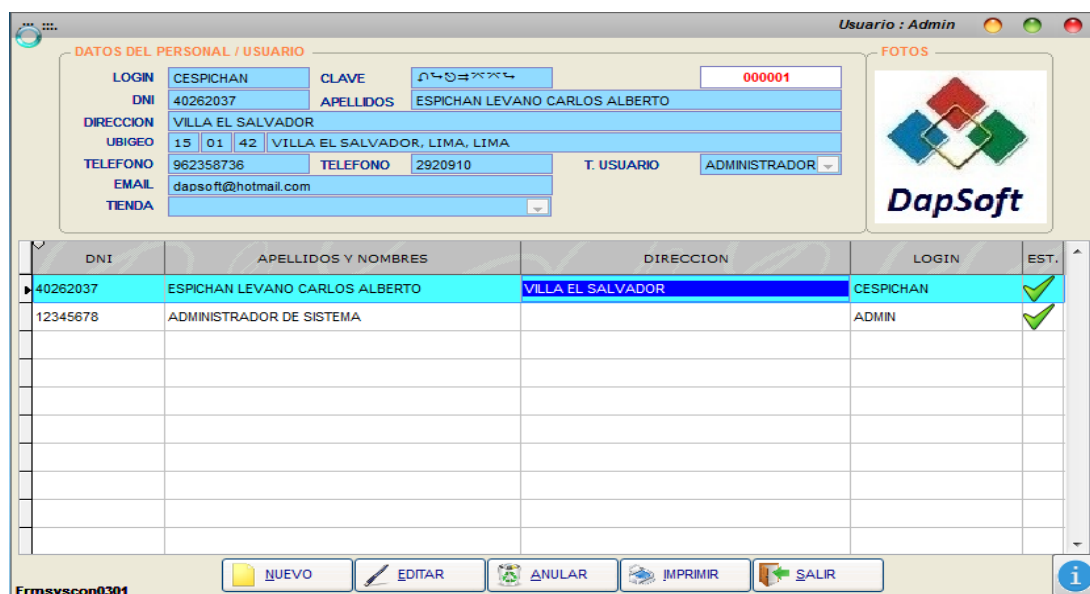 Usuario : Admin
DATOS DEL PERSONAL / USUARIO
FOTOS
LOGIN CESPICHAN CLAVE 000001
DNI 40262037 APELLIDOS ESPICHAN LEVANO CARLOS ALBERTO
DIRECCION VILLA EL SALVADOR
UBIGEO 15 01 42 VILLA EL SALVADOR, LIMA, LIMA
TELEFONO 962358736 TELEFONO 2920910 T. USUARIO ADMINISTRADOR
EMAIL dapsoft@hotmail.com
TIENDA
DapSoft
DNI APELLIDOS Y NOMBRES DIRECCION LOGIN EST.
40262037 ESPICHAN LEVANO CARLOS ALBERTO VILLA EL SALVADOR CESPICHAN
12345678 ADMINISTRADOR DE SISTEMA ADMIN
NUEVO EDITAR ANULAR IMPRIMIR SALIR
Frmsyscon0301